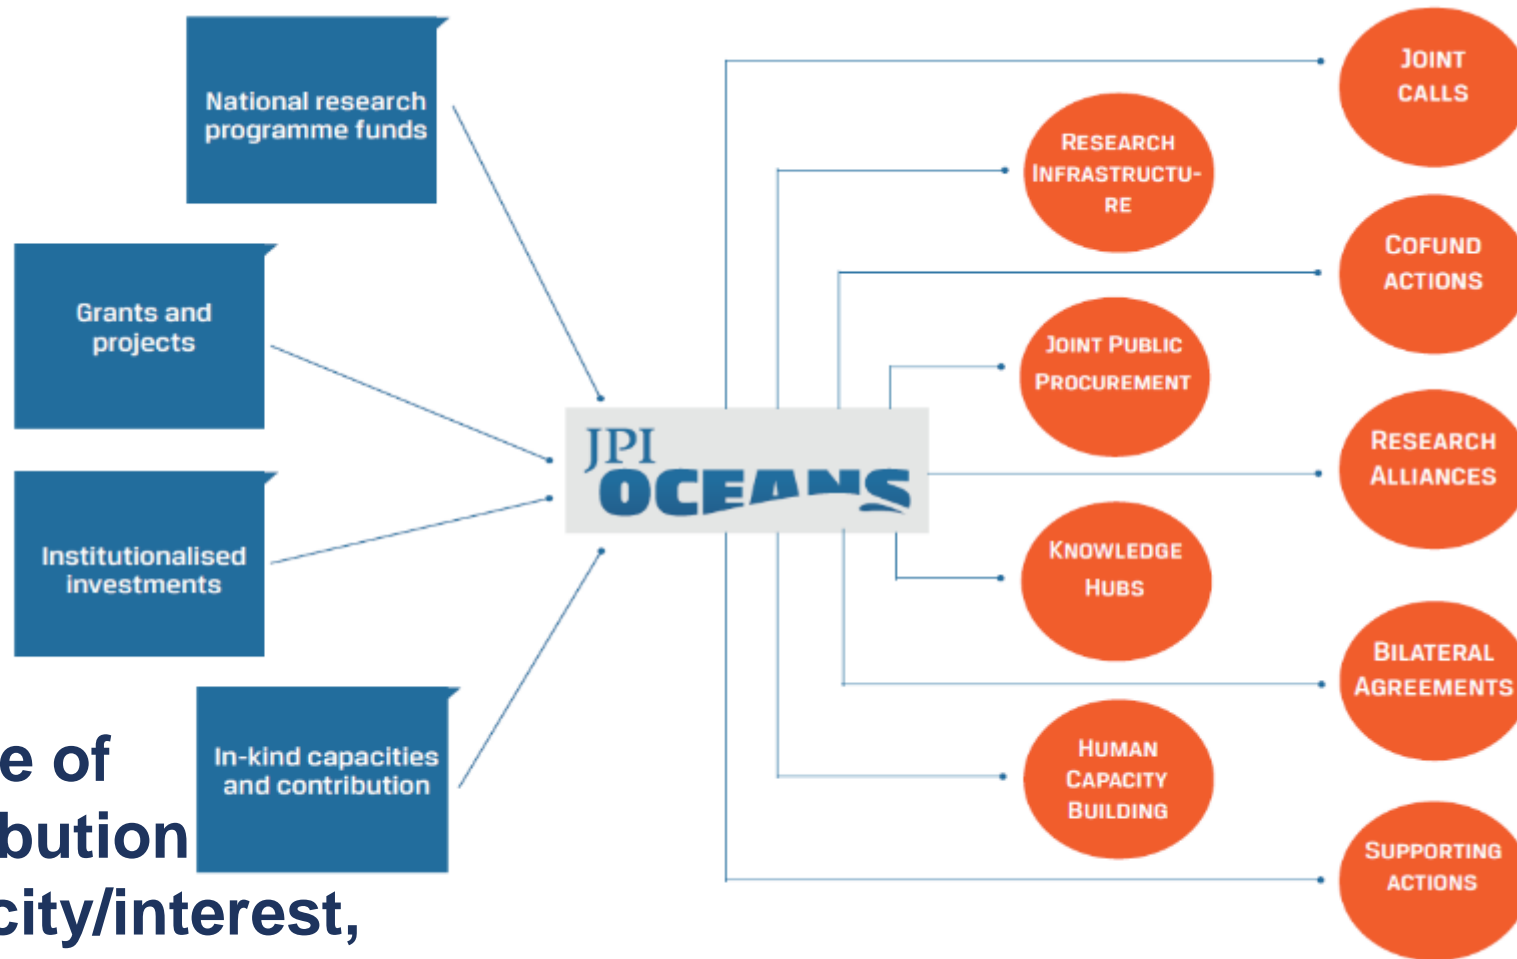 National research
programme funds
Grants and
projects
Institutionalised
investments
In-kind capacities
and contribution
e of
bution
city/interest,
JPI
OCEANS
JOINT
CALLS
RESEARCH
INFRASTRUCTU-
RE
COFUND
ACTIONS
JOINT PUBLIC
PROCUREMENT
RESEARCH
ALLIANCES
KNOWLEDGE
HUBS
BILATERAL
AGREEMENTS
HUMAN
CAPACITY
BUILDING
SUPPORTING
ACTIONS